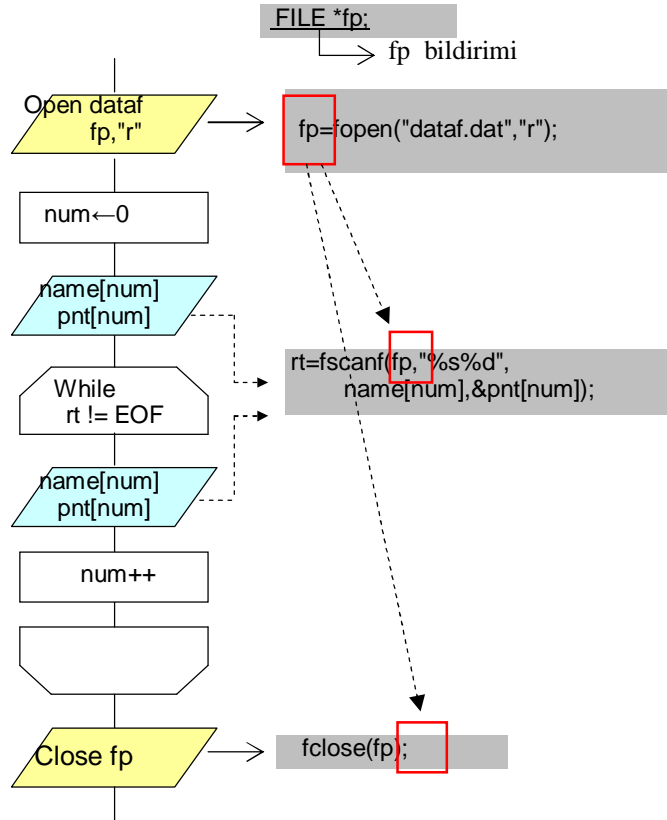 FILE *fp;
fp bildirimi
Open dataf
fp,"r"
fp=fopen("dataf.dat","r");
num←0
name[num]
pnt[num]
rt=fscanf(fp,"%s%d",
name[num],&pnt[num]);
While
rt != EOF
name[num]
pnt[num]
num++
Close fp
fclose(fp);